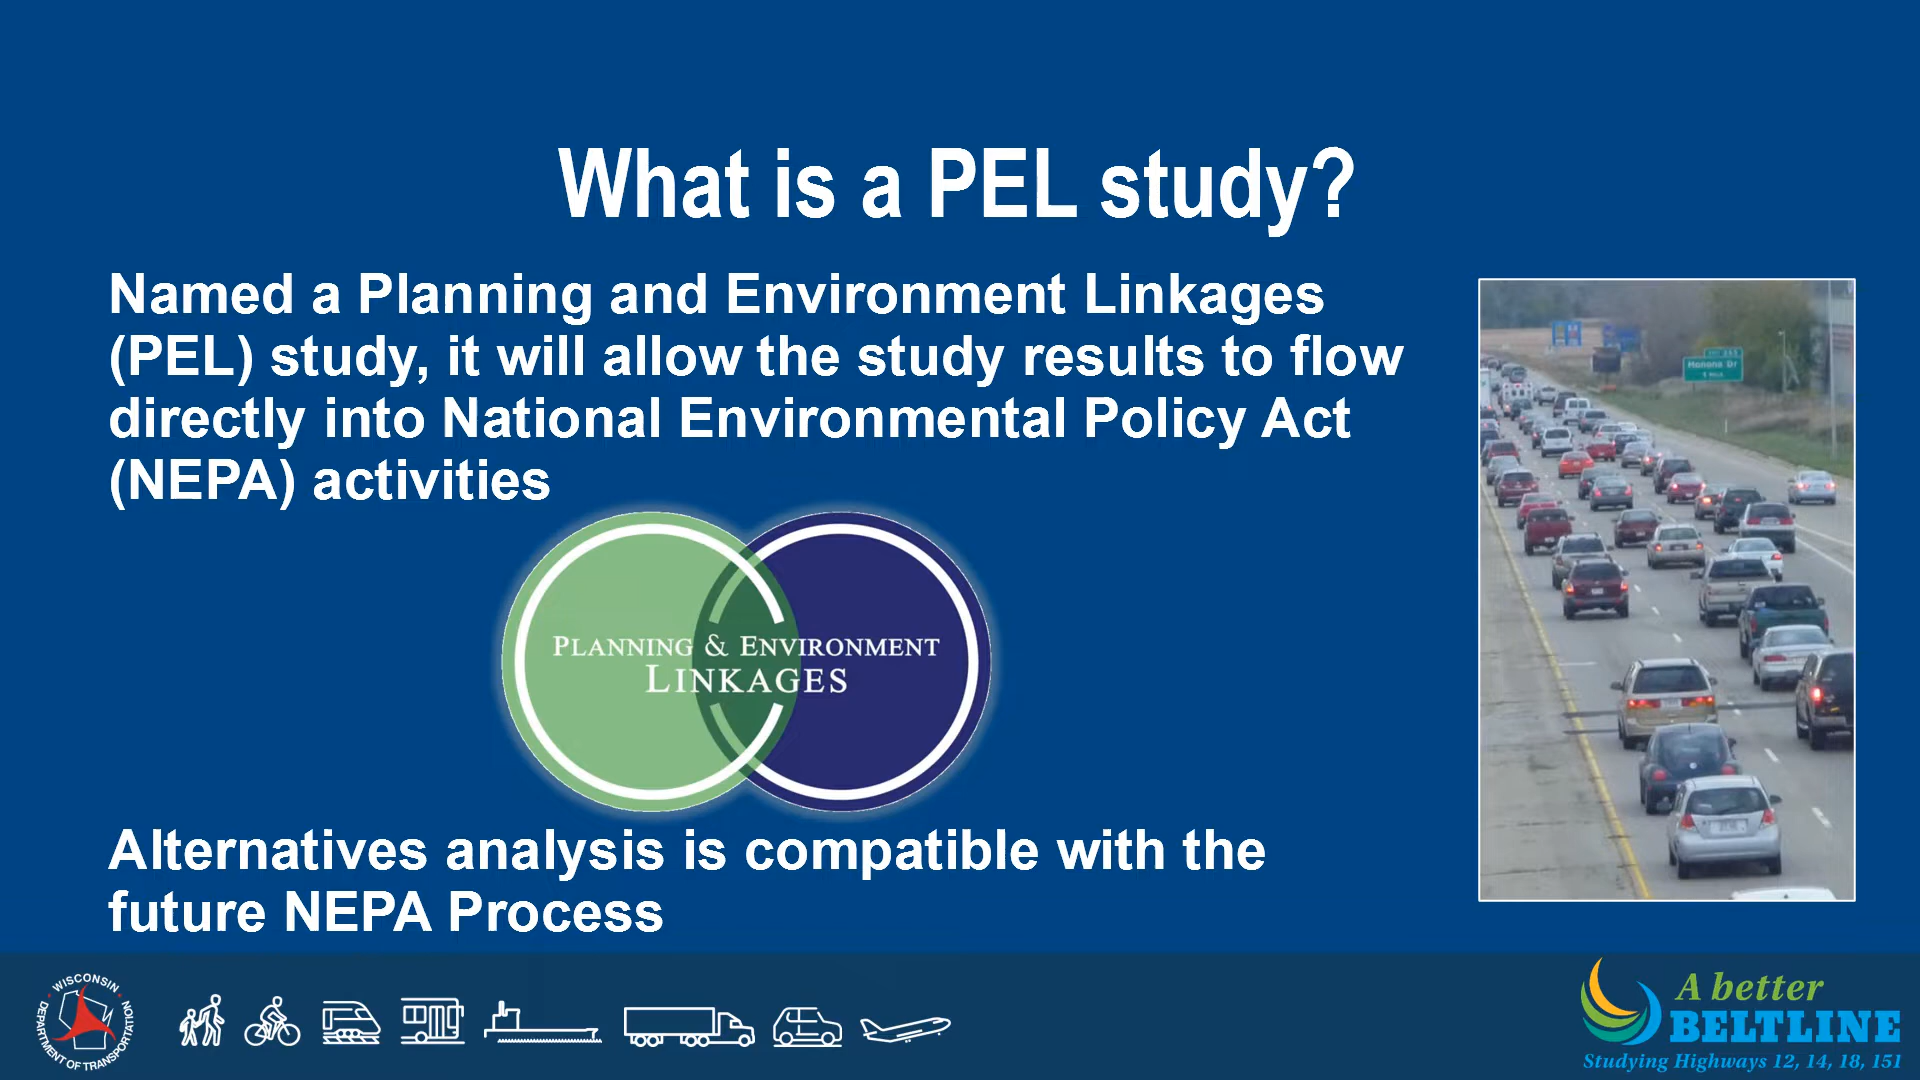 What is a PEL study?
Named a Planning and Environment Linkages
(PEL) study, it will allow the study results to flow
directly into National Environmental Policy Act
(NEPA) activities
PLANNING & ENVIRONMENT
LINKAGES
Monona Dr
Alternatives analysis is compatible with the
future NEPA Process
WISCONSIN
DEPARTMENT OF TRANSPORTATION
A better
BELTLINE
Studying Highways 12, 14, 18, 151